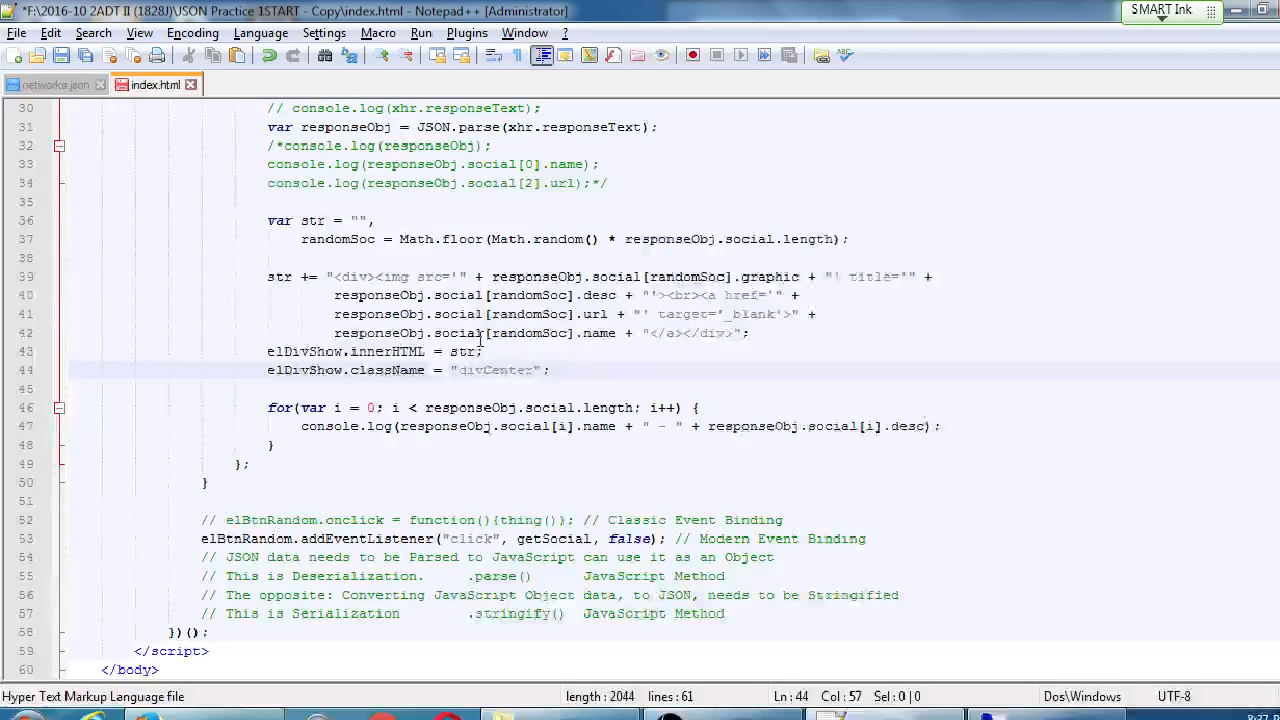 *F:\2016-10 2ADT II (1828J)\JSON Practice 1START - Copy\index.html - Notepad++ [Administrator]
SMART Ink
File Edit Search View Encoding Language Settings Macro Run Plugins Window ?
networks.json index.html
30 // console.log(xhr.responseText);
31 var responseObj = JSON.parse(xhr.responseText);
32 /*console.log(responseObj);
33 console.log(responseObj.social[0].name);
34 console.log(responseObj.social[2].url);*/
35
36 var str = "",
37 randomSoc = Math.floor(Math.random() * responseObj.social.length);
38
39 str += "<div><img src='" + responseObj.social[randomSoc].graphic + "' title='" +
40 responseObj.social[randomSoc].desc + "'><br><a href='" +
41 responseObj.social[randomSoc].url + "' target='_blank'>" +
42 responseObj.social[randomSoc].name + "</a></div>";
43 elDivShow.innerHTML = str;
44 elDivShow.className = "divCenter";
45
46 for(var i = 0; i < responseObj.social.length; i++) {
47 console.log(responseObj.social[i].name + " - " + responseObj.social[i].desc);
48 }
49 };
50 }
51
52 // elBtnRandom.onclick = function(){thing()}; // Classic Event Binding
53 elBtnRandom.addEventListener("click", getSocial, false); // Modern Event Binding
54 // JSON data needs to be Parsed to JavaScript can use it as an Object
55 // This is Deserialization. .parse() JavaScript Method
56 // The opposite: Converting JavaScript Object data, to JSON, needs to be Stringified
57 // This is Serialization .stringify() JavaScript Method
58 })();
59 </script>
60 </body>
Hyper Text Markup Language file length : 2044 lines : 61 Ln : 44 Col : 57 Sel : 0 | 0 Dos\Windows UTF-8